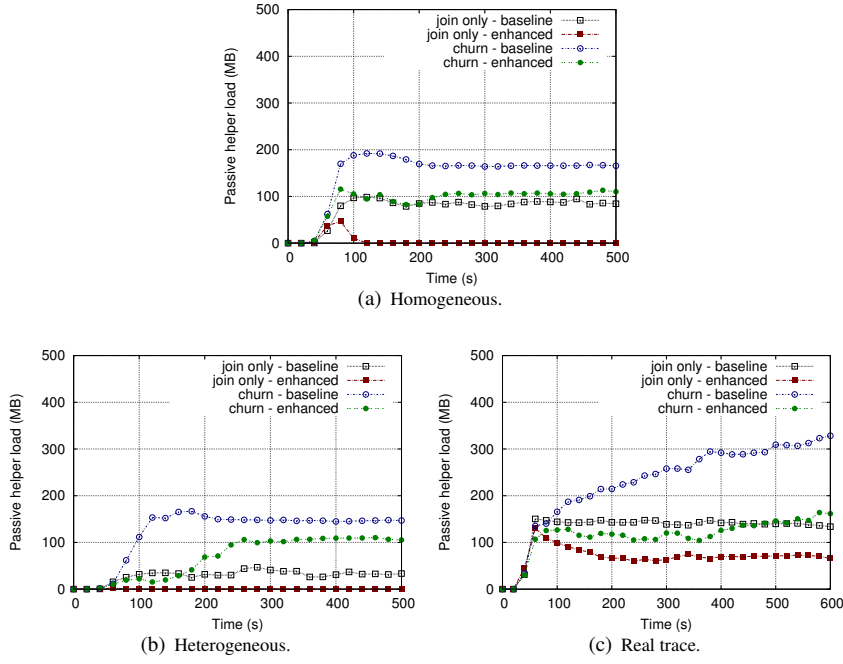 500
400
300
200
100
0
0 100 200 300 400 500
Passive helper load (MB)
Time (s)
join only - baseline
join only - enhanced
churn - baseline
churn - enhanced
(a) Homogeneous.
500
400
300
200
100
0
0 100 200 300 400 500
Passive helper load (MB)
Time (s)
join only - baseline
join only - enhanced
churn - baseline
churn - enhanced
(b) Heterogeneous.
500
400
300
200
100
0
0 100 200 300 400 500 600
Passive helper load (MB)
Time (s)
join only - baseline
join only - enhanced
churn - baseline
churn - enhanced
(c) Real trace.